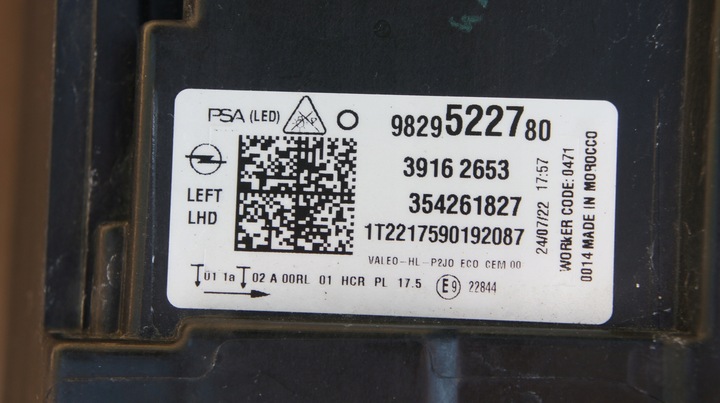 PSA (LED)
9829522780
LEFT
LHD
3916 2653
354261827
1T2217590192087
VALEO-HL-P2JO ECO CEM 00
01 1a 02 A 00RL 01 HCR PL 17.5 E9 22844
24/07/22 17:57
WORKER CODE: 0471
0014 MADE IN MOROCCO